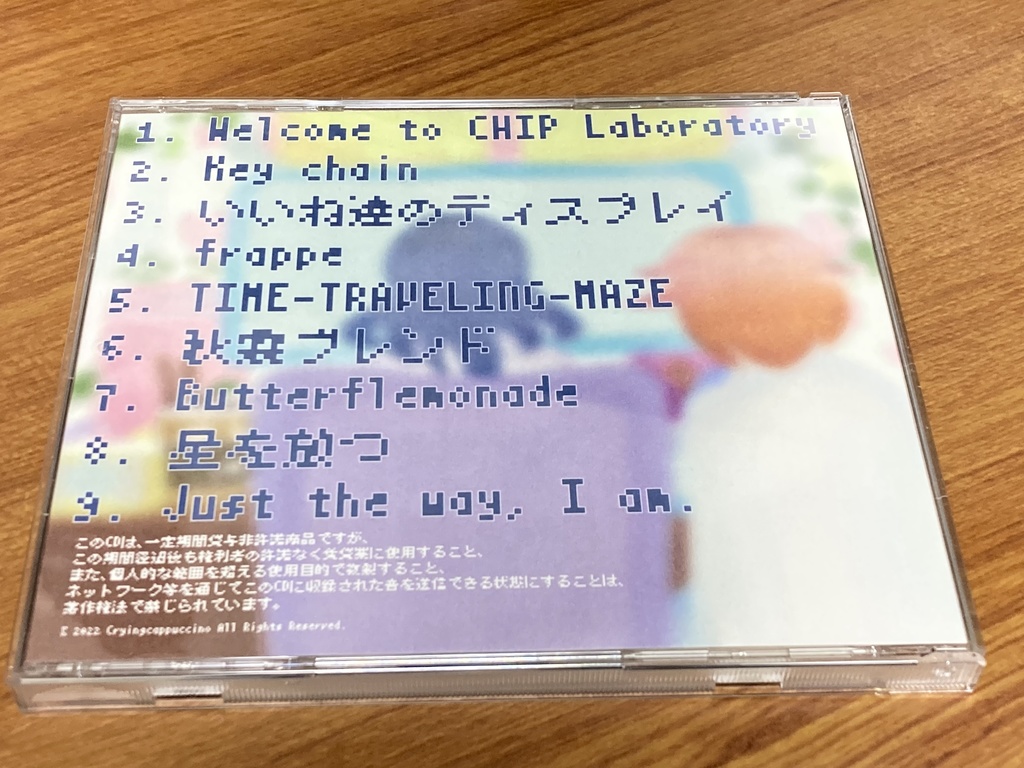 1. Welcome to CHIP Laboratory
2. Key chain
3. いいね達のディスプレイ
4. frappe
5. TIME-TRAVELING-MAZE
6. 秋森ブレンド
7. Butterflemonade
8. 星を放つ
9. Just the way, I am.
このCDは、一定期間貸与非許諾商品ですが、
この期間経過後も権利者の許諾なく賃貸業に使用すること、
また、個人的な範囲を超える使用目的で複製すること、
ネットワーク等を通じてこのCDに収録された音を送信できる状態にすることは、
著作権法で禁じられています。
2022 Cryingcappuccino All Rights Reserved.